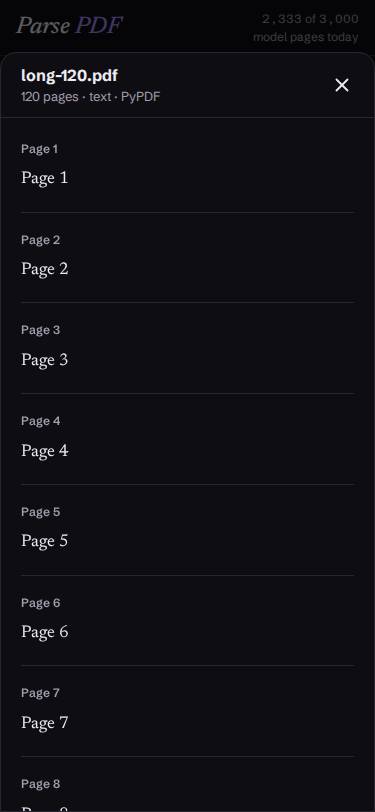 Parse PDF
2,333 of 3,000
model pages today
long-120.pdf
120 pages · text · PyPDF
Page 1
Page 1
Page 2
Page 2
Page 3
Page 3
Page 4
Page 4
Page 5
Page 5
Page 6
Page 6
Page 7
Page 7
Page 8